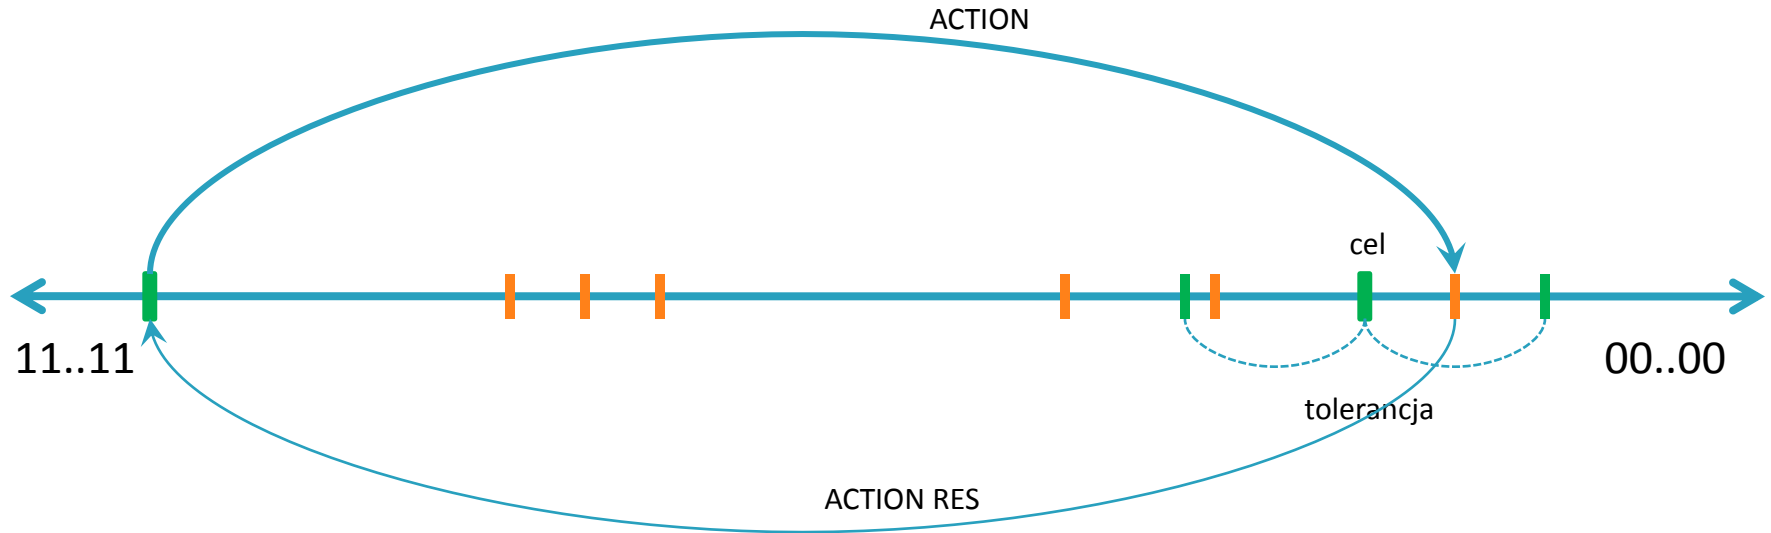 ACTION
cel
11..11
00..00
tolerancja
ACTION RES